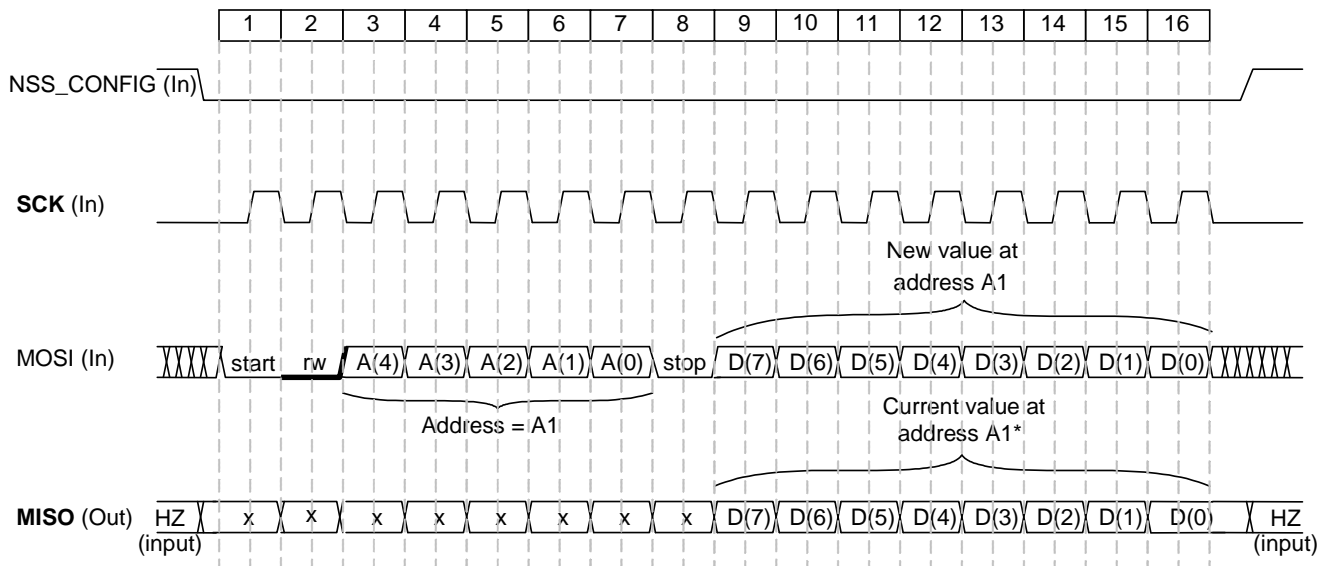 1 2 3 4 5 6 7 8 9 10 11 12 13 14 15 16
NSS_CONFIG (In)
SCK (In)
New value at
address A1
MOSI (In) start rw A(4) A(3) A(2) A(1) A(0) stop D(7) D(6) D(5) D(4) D(3) D(2) D(1) D(0)
Address = A1
Current value at
address A1*
MISO (Out) HZ x x x x x x x x D(7) D(6) D(5) D(4) D(3) D(2) D(1) D(0) HZ
(input) (input)